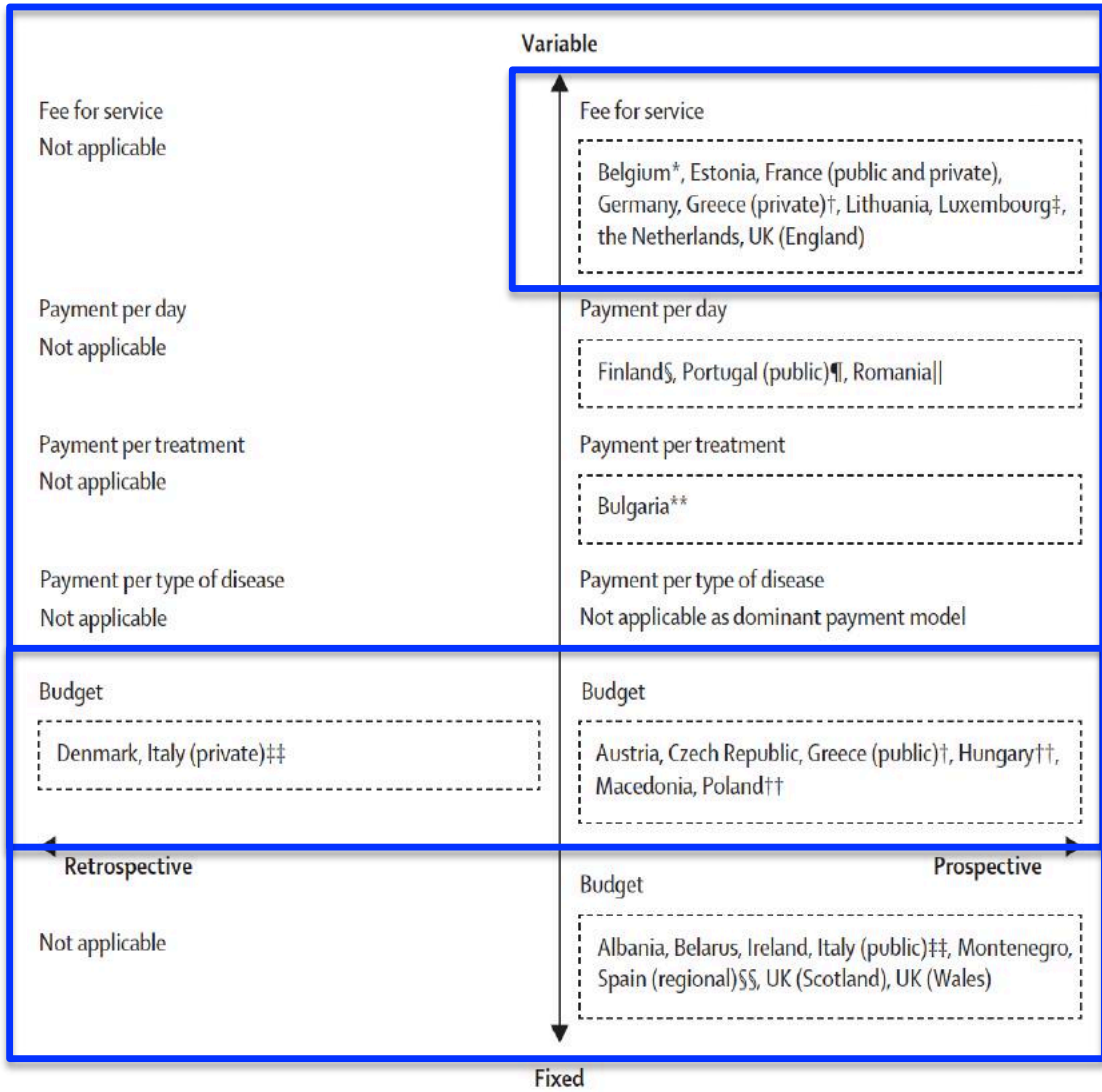 Variable
Fee for service
Not applicable
Fee for service
Belgium*, Estonia, France (public and private),
Germany, Greece (private)†, Lithuania, Luxembourg‡,
the Netherlands, UK (England)
Payment per day
Not applicable
Payment per day
Finland§, Portugal (public)¶, Romania||
Payment per treatment
Not applicable
Payment per treatment
Bulgaria**
Payment per type of disease
Not applicable
Payment per type of disease
Not applicable as dominant payment model
Budget
Denmark, Italy (private)‡‡
Budget
Austria, Czech Republic, Greece (public)†, Hungary††,
Macedonia, Poland††
Retrospective
Prospective
Not applicable
Budget
Albania, Belarus, Ireland, Italy (public)‡‡, Montenegro,
Spain (regional)§§, UK (Scotland), UK (Wales)
Fixed